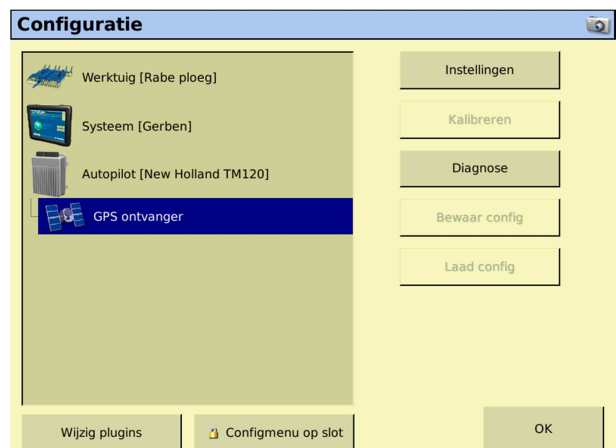 Configuratie
Werktuig [Rabe ploeg]
Systeem [Gerben]
Autopilot [New Holland TM120]
GPS ontvanger
Instellingen
Kalibreren
Diagnose
Bewaar config
Laad config
Wijzig plugins
Configmenu op slot
OK